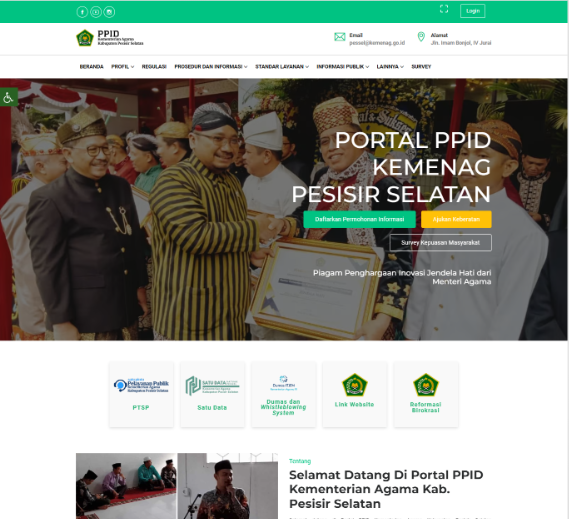 Login
PPID
Kementerian Agama
Kabupaten Pesisir Selatan
Email
pessel@kemenag.go.id
Alamat
Jln. Imam Bonjol, IV Jurai
BERANDA PROFIL REGULASI PROSEDUR DAN INFORMASI STANDAR LAYANAN INFORMASI PUBLIK LAINNYA SURVEY
PORTAL PPID
KEMENAG
PESISIR SELATAN
Daftarkan Permohonan Informasi
Ajukan Keberatan
Survey Kepuasan Masyarakat
Piagam Penghargaan Inovasi Jendela Hati dari
Menteri Agama
Pelayanan Publik
PTSP
SATU DATA
Satu Data
Dumas
Dumas dan
Whistleblowing
System
Link Website
Reformasi
Birokrasi
Tentang
Selamat Datang Di Portal PPID
Kementerian Agama Kab.
Pesisir Selatan